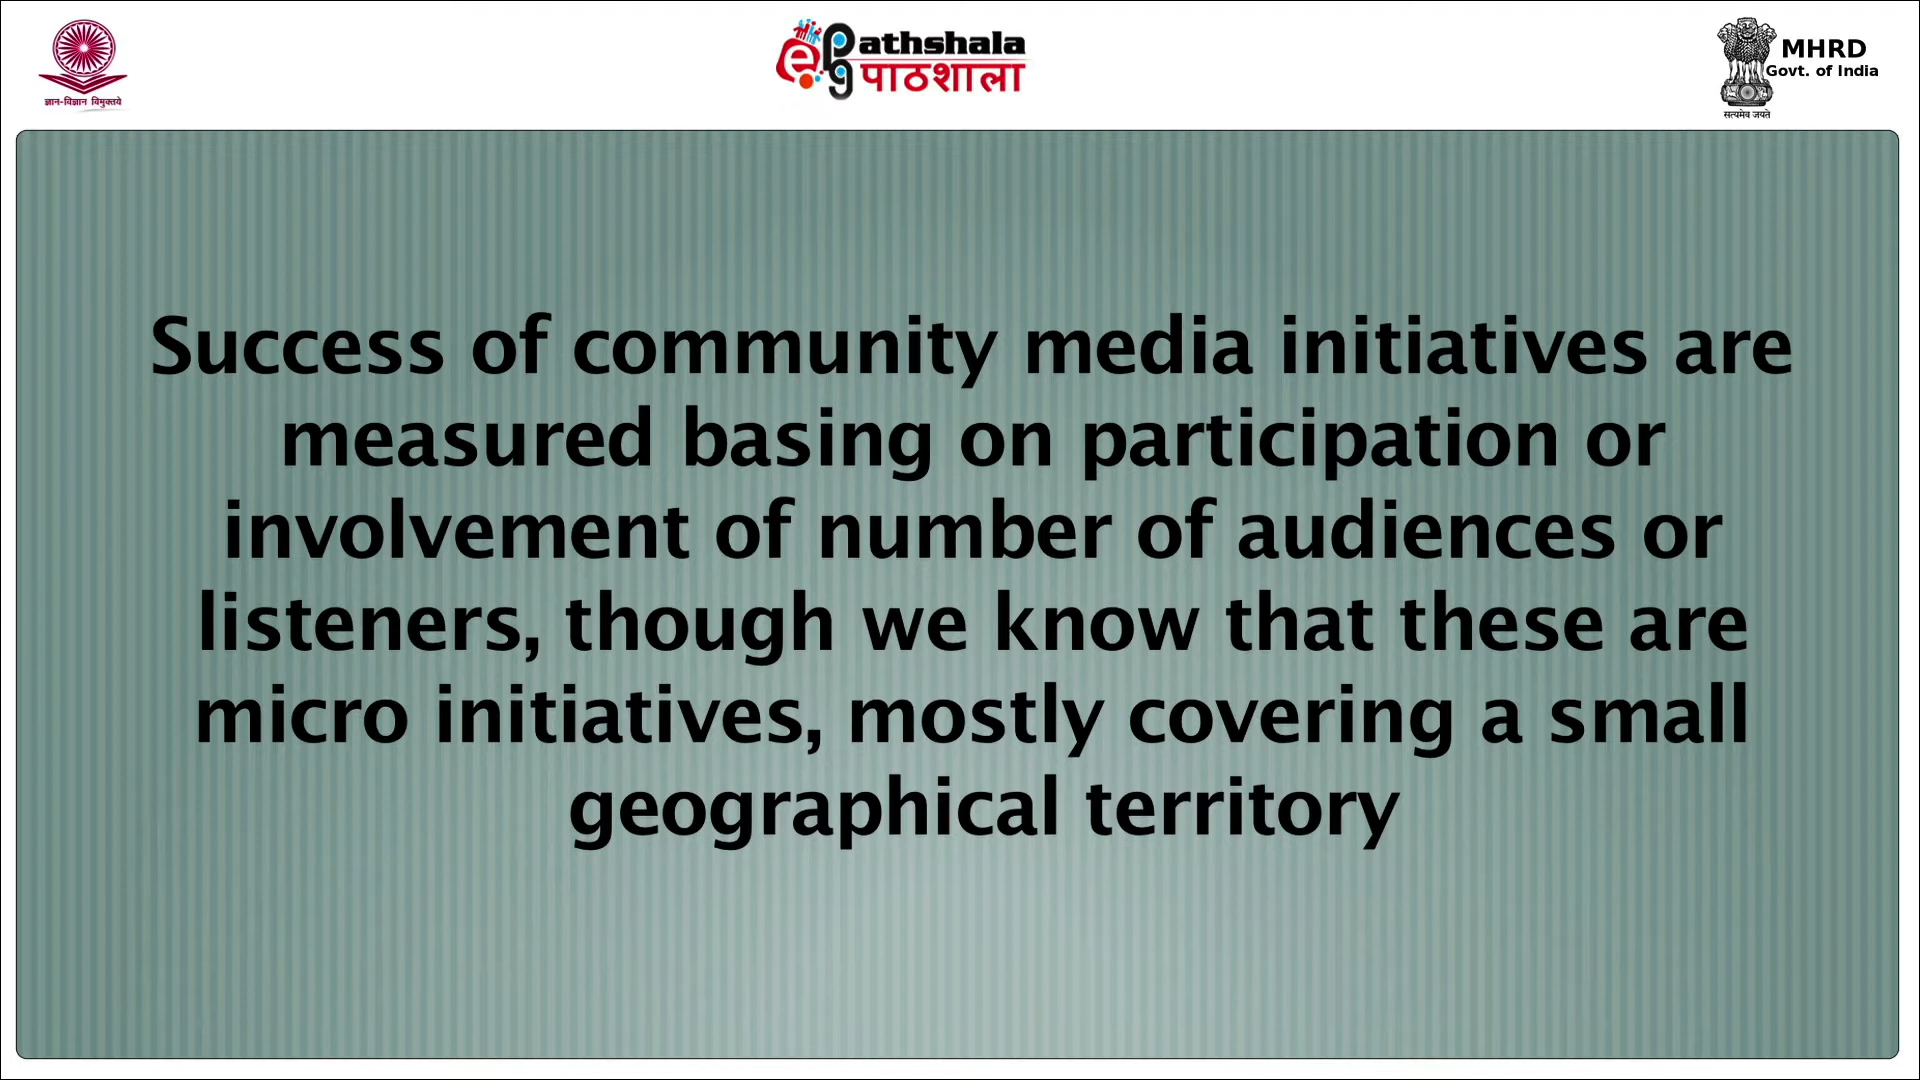 ज्ञान-विज्ञान विमुक्तये
e pg athshala
पाठशाला
MHRD
Govt. of India
सत्यमेव जयते
Success of community media initiatives are
measured basing on participation or
involvement of number of audiences or
listeners, though we know that these are
micro initiatives, mostly covering a small
geographical territory